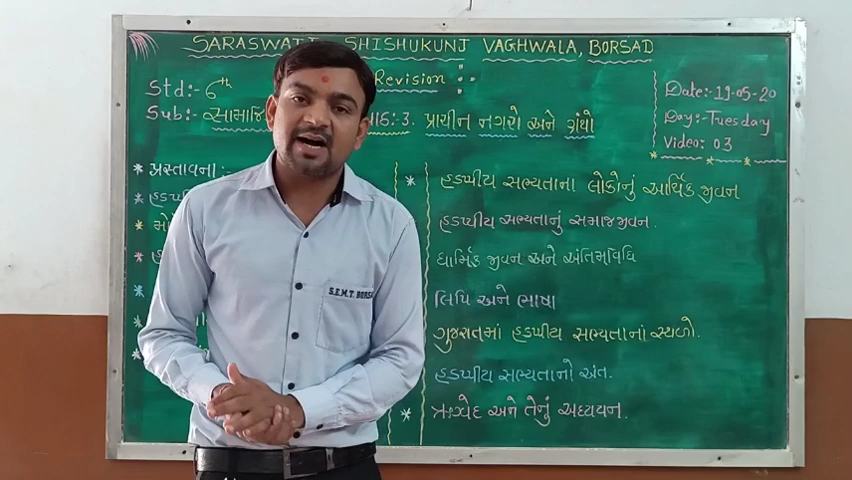 SARASWATI SHISHUKUNJ VAGHWALA, BORSAD
Revision
Std:- 6th
Sub:- સામાજિ
પાઠ: 3. પ્રાચીન નગરો અને ગ્રંથો
Date:- 19-05-20
Day:- Tuesday
Video: 03
* પ્રસ્તાવના :-
* હડપ્પી
* મો
*
*
*
*
* હડપ્પીય સભ્યતાના લોકોનું આર્થિક જીવન
હડપ્પીય સભ્યતાનું સમાજજીવન.
ધાર્મિક જીવન અને અંતિમવિધિ
લિપિ અને ભાષા
ગુજરાતમાં હડપ્પીય સભ્યતાનાં સ્થળો.
હડપ્પીય સભ્યતાનો અંત.
* ઋગ્વેદ અને તેનું અધ્યયન.
S.E.M.T. BORSA